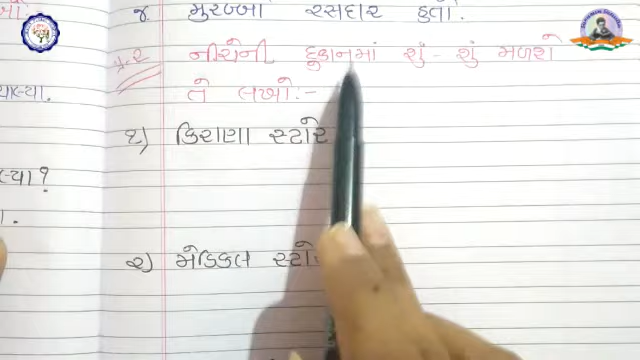 ૪ મુરબ્બા રસદાર હતા.
પ્ર.૨ નીચેની દુકાનમાં શું - શું મળશે
તે લખો:-
યાવ્યા.
૧) કિરાણા સ્ટોર
વ્યા?
૨) મેડિકલ સ્ટો